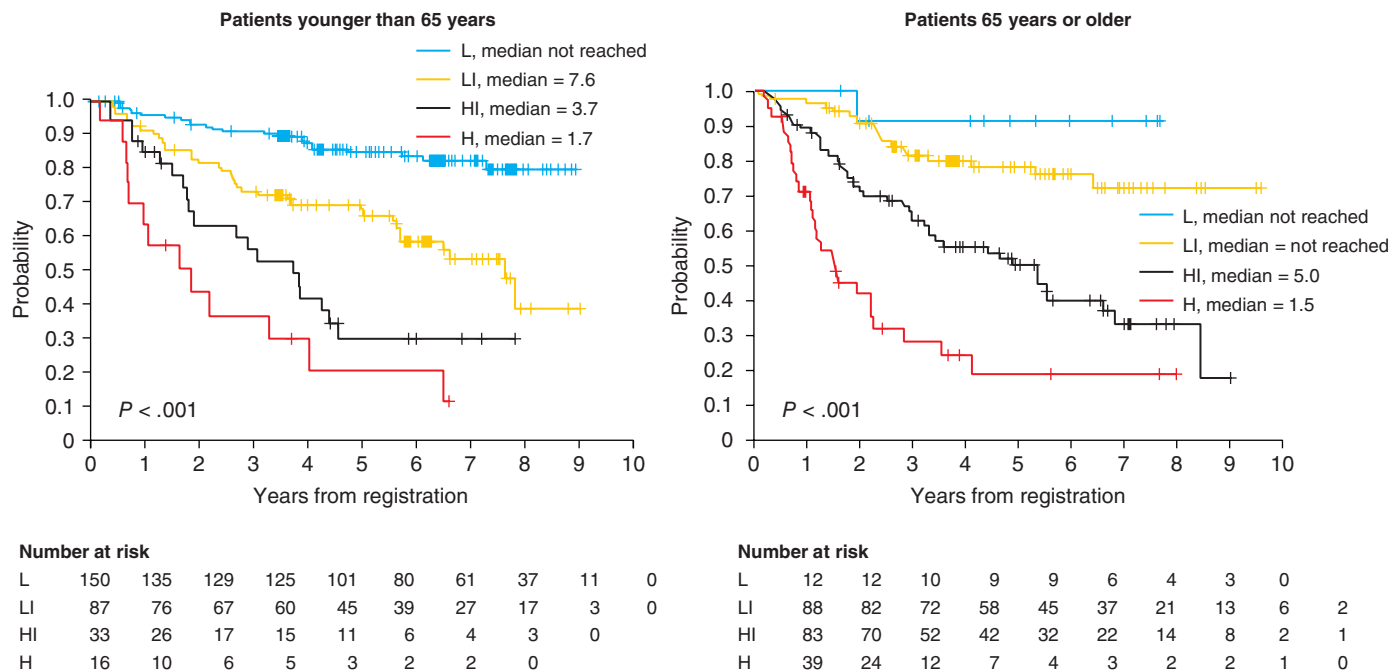 Patients younger than 65 years
L, median not reached
LI, median = 7.6
HI, median = 3.7
H, median = 1.7
Probability
1.0
0.9
0.8
0.7
0.6
0.5
0.4
0.3
0.2
0.1
0
P < .001
0 1 2 3 4 5 6 7 8 9 10
Years from registration
Number at risk
L 150 135 129 125 101 80 61 37 11 0
LI 87 76 67 60 45 39 27 17 3 0
HI 33 26 17 15 11 6 4 3 0
H 16 10 6 5 3 2 2 0
Patients 65 years or older
L, median not reached
LI, median = not reached
HI, median = 5.0
H, median = 1.5
Probability
1.0
0.9
0.8
0.7
0.6
0.5
0.4
0.3
0.2
0.1
0
P < .001
0 1 2 3 4 5 6 7 8 9 10
Years from registration
Number at risk
L 12 12 10 9 9 6 4 3 0
LI 88 82 72 58 45 37 21 13 6 2
HI 83 70 52 42 32 22 14 8 2 1
H 39 24 12 7 4 3 2 2 1 0